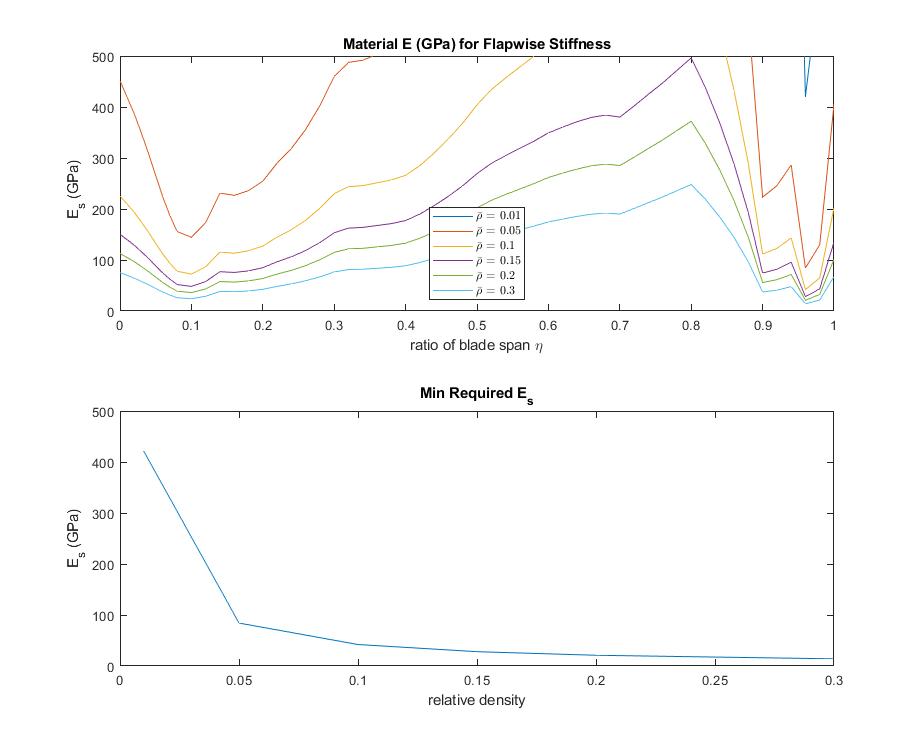 Material E (GPa) for Flapwise Stiffness
500
400
300
200
100
0
E_s (GPa)
ρ̄ = 0.01
ρ̄ = 0.05
ρ̄ = 0.1
ρ̄ = 0.15
ρ̄ = 0.2
ρ̄ = 0.3
0 0.1 0.2 0.3 0.4 0.5 0.6 0.7 0.8 0.9 1
ratio of blade span η
Min Required E_s
500
400
300
200
100
0
E_s (GPa)
0 0.05 0.1 0.15 0.2 0.25 0.3
relative density